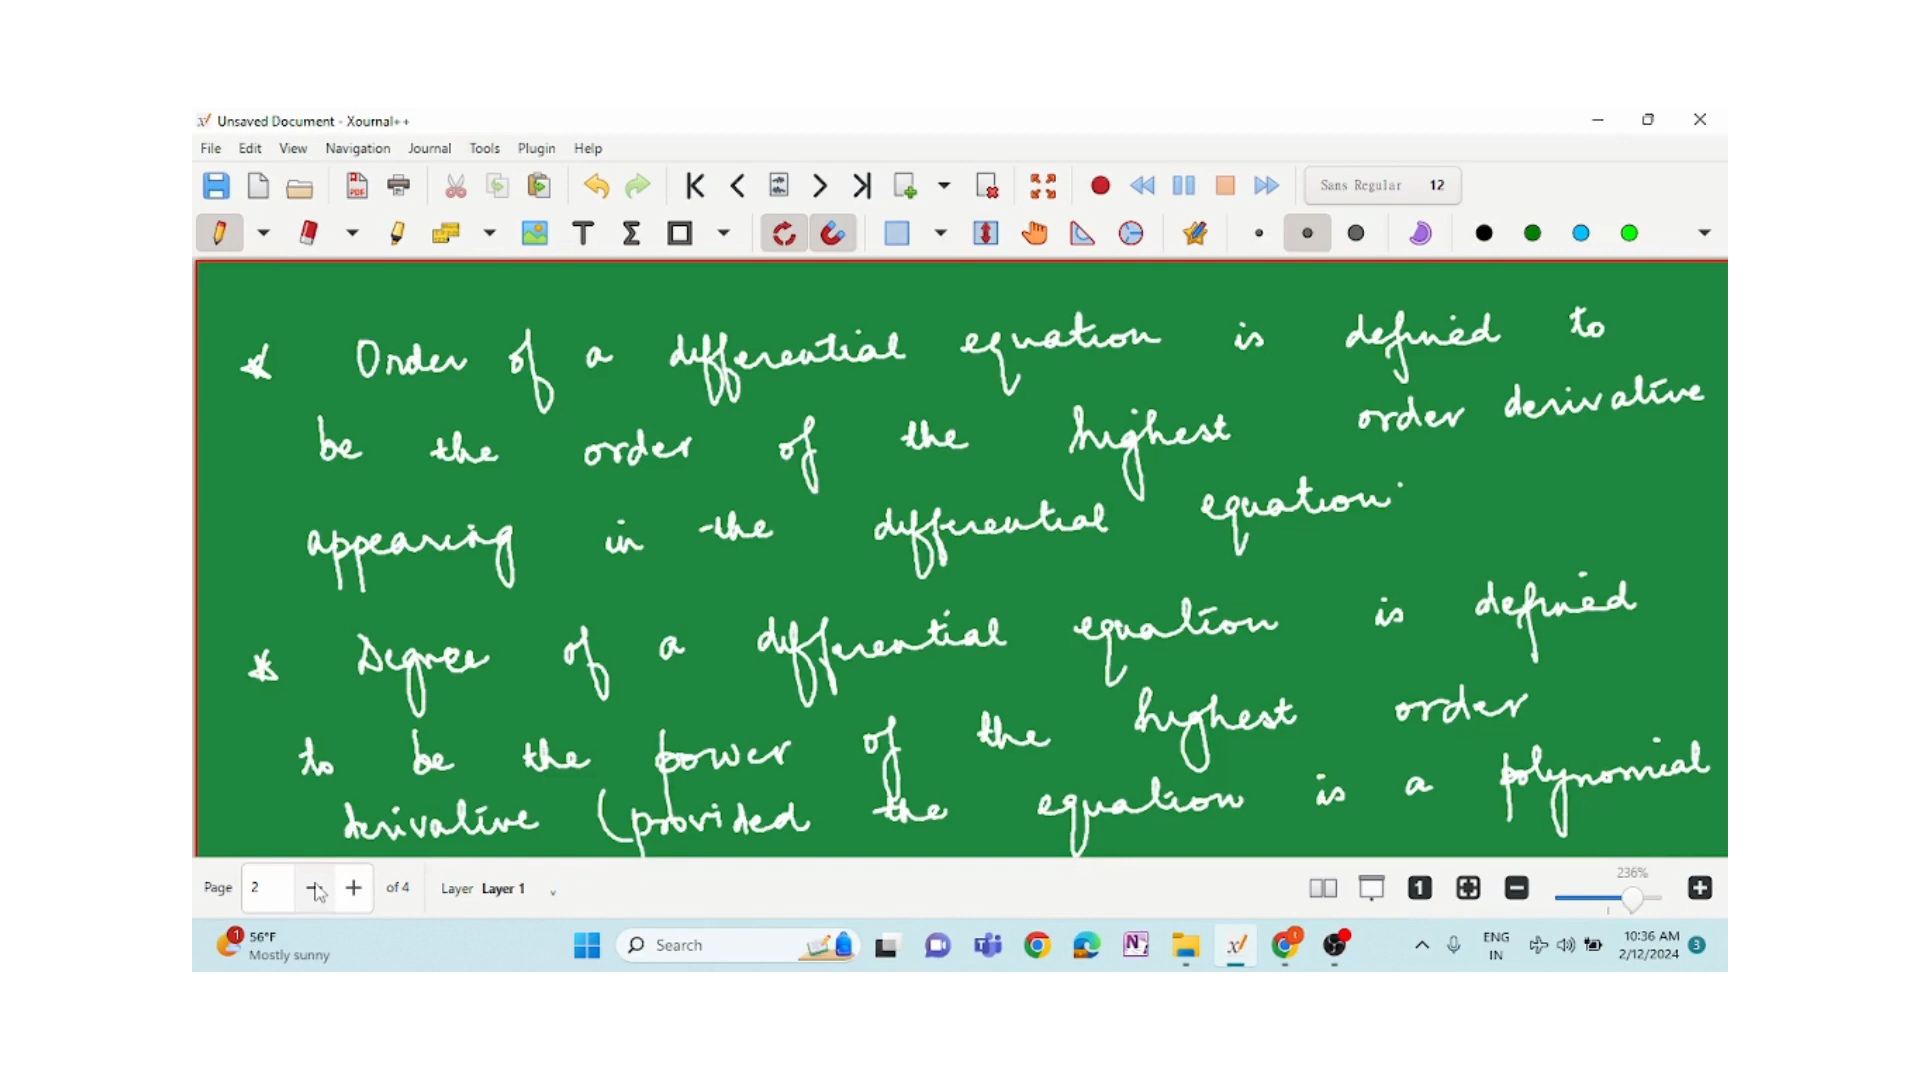 Unsaved Document - Xournal++
File Edit View Navigation Journal Tools Plugin Help
PDF Sans Regular 12
Order of a differential equation is defined to
be the order of the highest order derivative
appearing in the differential equation.
Degree of a differential equation is defined
to be the power of the highest order
derivative (provided the equation is a polynomial
Page 2 of 4 Layer Layer 1 236%
1 56°F
Mostly sunny
Search
ENG
IN
10:36 AM
2/12/2024
3